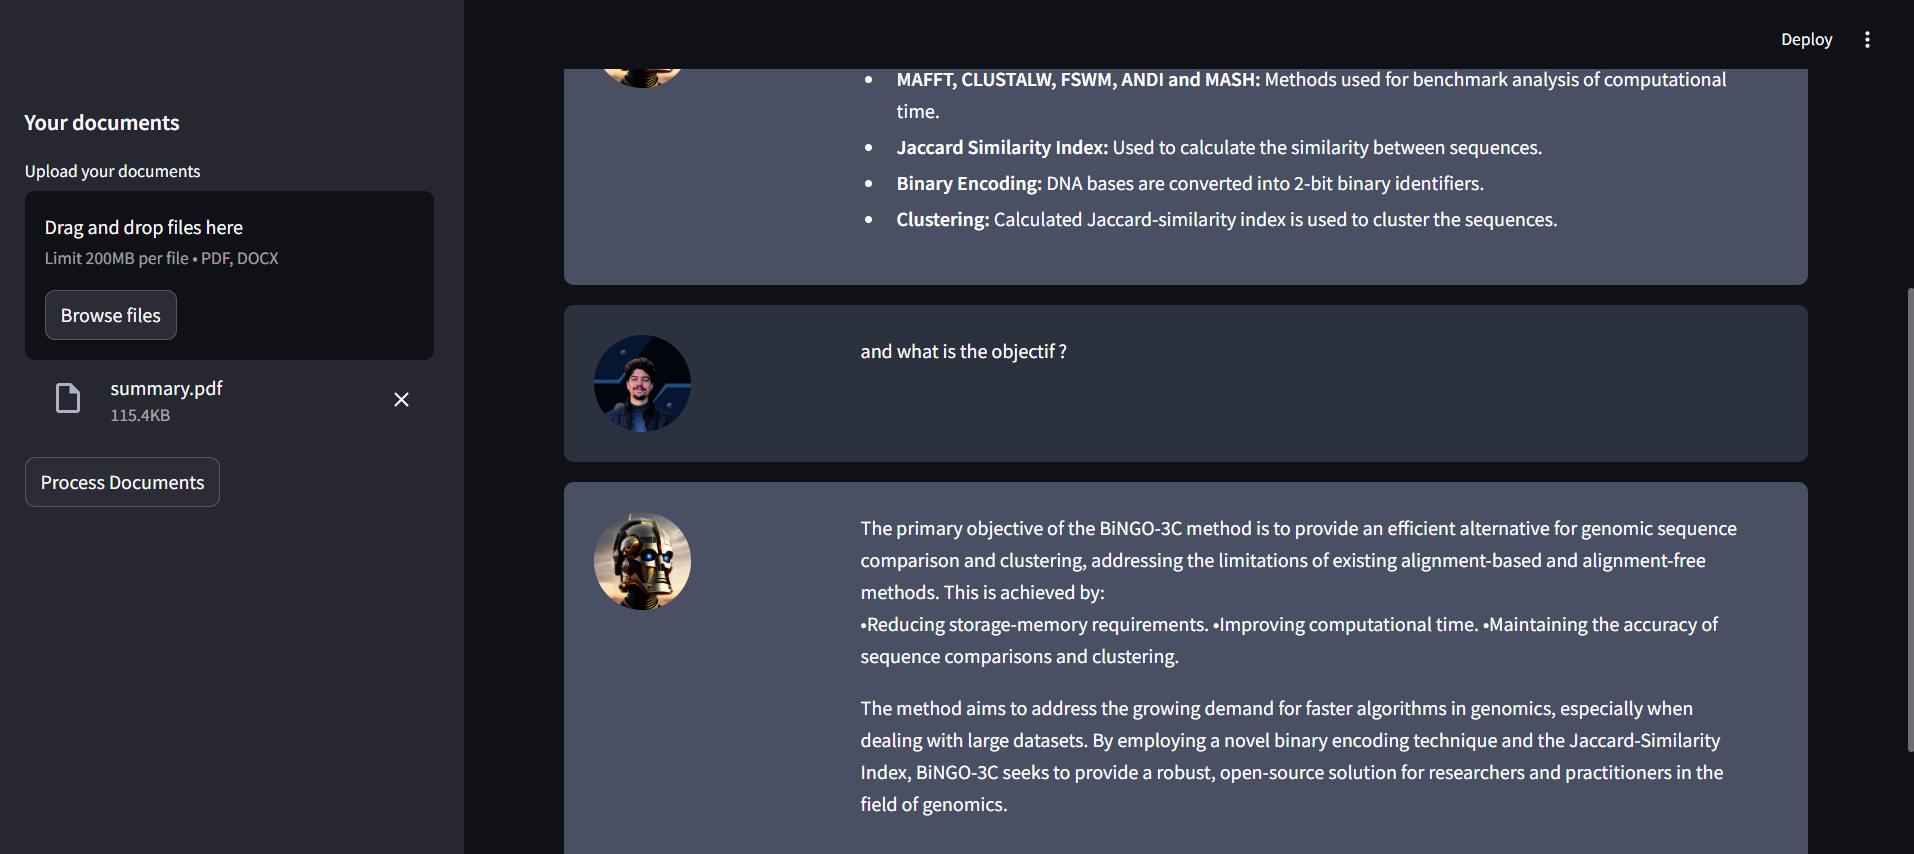 Deploy
Your documents
Upload your documents
Drag and drop files here
Limit 200MB per file • PDF, DOCX
Browse files
summary.pdf
115.4KB
Process Documents
• MAFFT, CLUSTALW, FSWM, ANDI and MASH: Methods used for benchmark analysis of computational
time.
• Jaccard Similarity Index: Used to calculate the similarity between sequences.
• Binary Encoding: DNA bases are converted into 2-bit binary identifiers.
• Clustering: Calculated Jaccard-similarity index is used to cluster the sequences.
and what is the objectif ?
The primary objective of the BiNGO-3C method is to provide an efficient alternative for genomic sequence
comparison and clustering, addressing the limitations of existing alignment-based and alignment-free
methods. This is achieved by:
•Reducing storage-memory requirements. •Improving computational time. •Maintaining the accuracy of
sequence comparisons and clustering.
The method aims to address the growing demand for faster algorithms in genomics, especially when
dealing with large datasets. By employing a novel binary encoding technique and the Jaccard-Similarity
Index, BiNGO-3C seeks to provide a robust, open-source solution for researchers and practitioners in the
field of genomics.